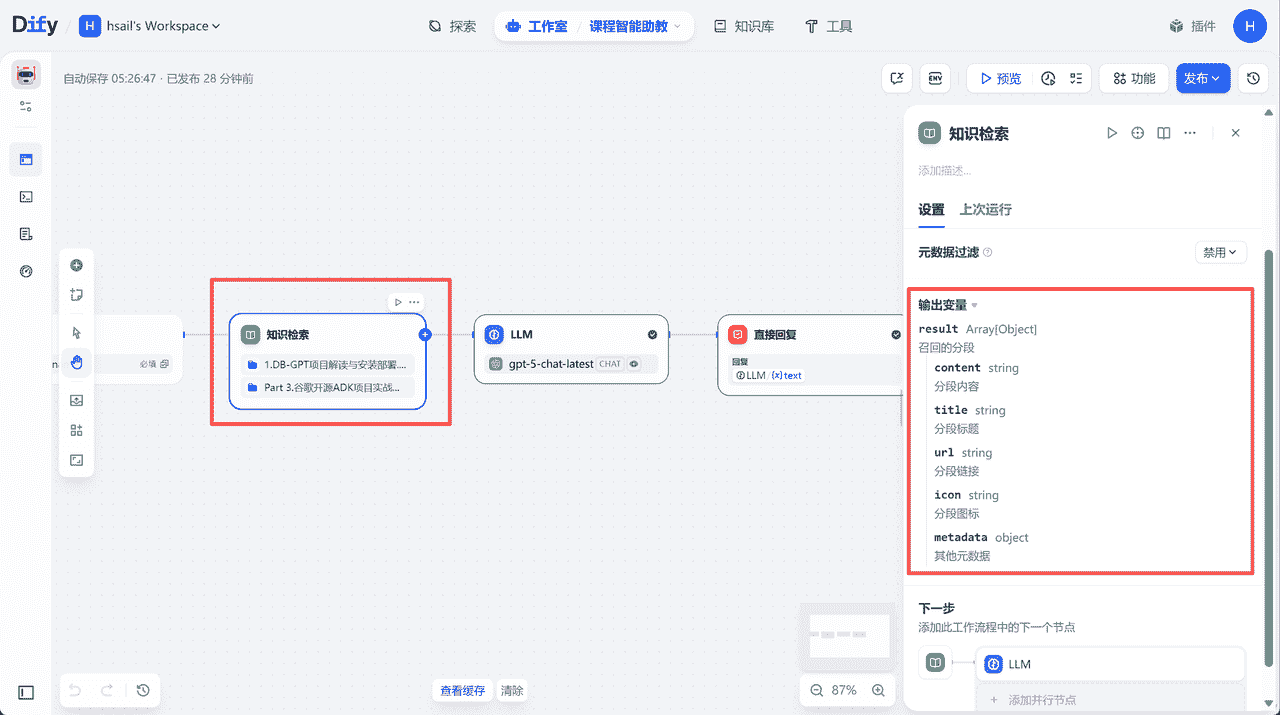 Dify / H hsail's Workspace
探索
工作室 / 课程智能助教
知识库
工具
插件
H
自动保存 05:26:47 · 已发布 28 分钟前
ENV
预览
功能
发布
必填
知识检索
1.DB-GPT项目解读与安装部署....
Part 3.谷歌开源ADK项目实战...
LLM
gpt-5-chat-latest CHAT
直接回复
回复
LLM {x} text
查看缓存
清除
87%
知识检索
添加描述...
设置 上次运行
元数据过滤
禁用
输出变量
result Array[Object]
召回的分段
content string
分段内容
title string
分段标题
url string
分段链接
icon string
分段图标
metadata object
其他元数据
下一步
添加此工作流程中的下一个节点
LLM
+ 添加并行节点